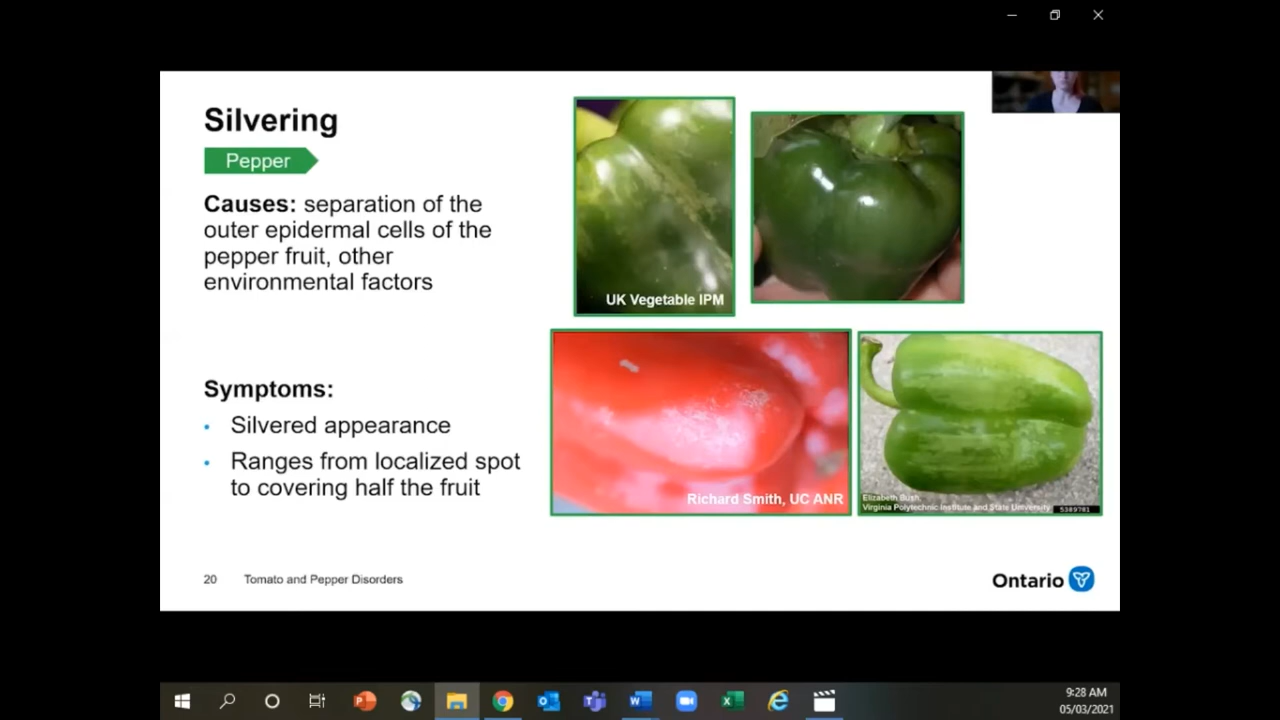 Silvering
Pepper
Causes: separation of the
outer epidermal cells of the
pepper fruit, other
environmental factors
Symptoms:
• Silvered appearance
• Ranges from localized spot
to covering half the fruit
UK Vegetable IPM
Richard Smith, UC ANR
Elizabeth Bush,
Virginia Polytechnic Institute and State University
5389781
20 Tomato and Pepper Disorders
Ontario
9:28 AM
05/03/2021